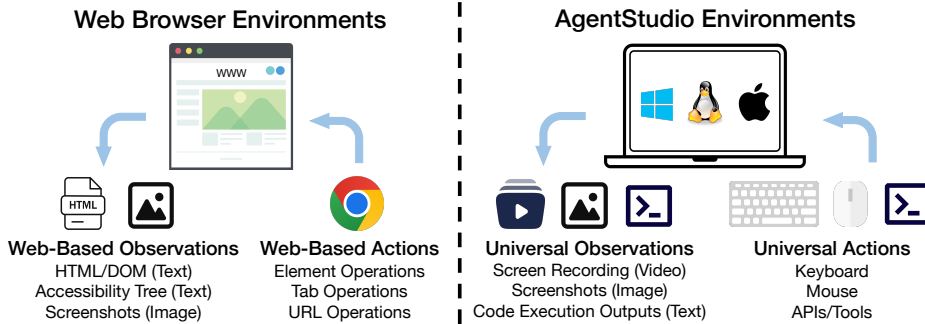 Web Browser Environments
www
HTML
Web-Based Observations
HTML/DOM (Text)
Accessibility Tree (Text)
Screenshots (Image)
Web-Based Actions
Element Operations
Tab Operations
URL Operations
AgentStudio Environments
>_
>_
Universal Observations
Screen Recording (Video)
Screenshots (Image)
Code Execution Outputs (Text)
Universal Actions
Keyboard
Mouse
APIs/Tools